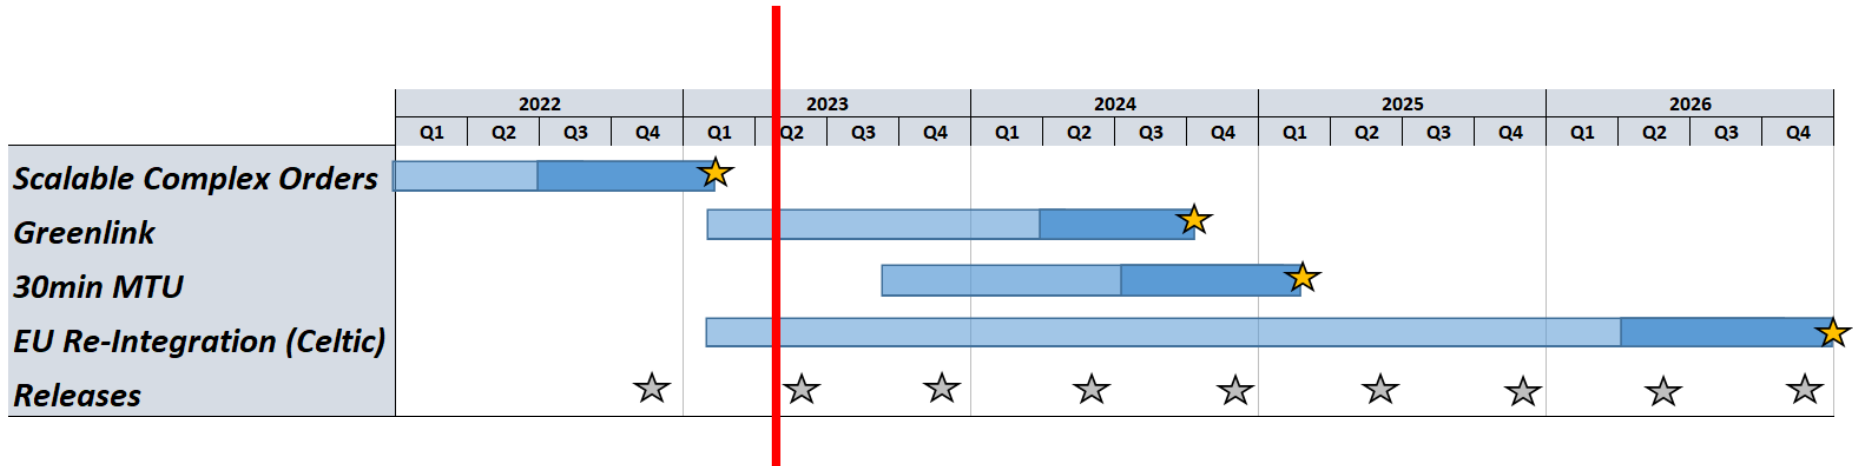 2022 2023 2024 2025 2026
Q1 Q2 Q3 Q4 Q1 Q2 Q3 Q4 Q1 Q2 Q3 Q4 Q1 Q2 Q3 Q4 Q1 Q2 Q3 Q4
Scalable Complex Orders
Greenlink
30min MTU
EU Re-Integration (Celtic)
Releases